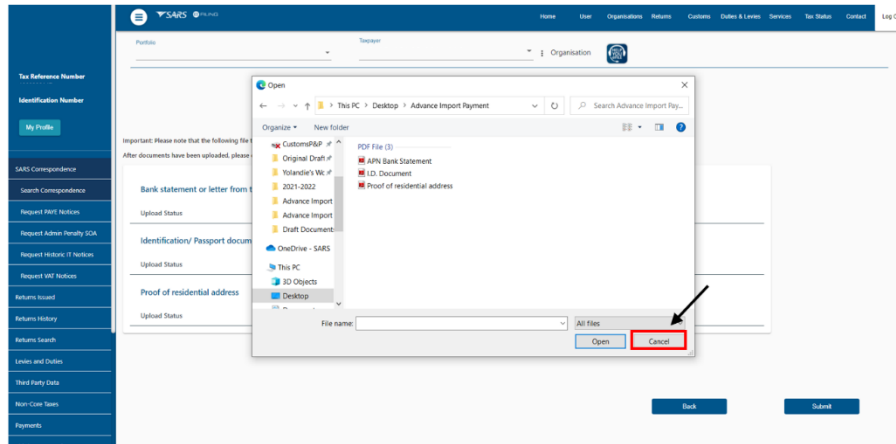 SARS eFILING
Home User Organisations Returns Customs Duties & Levies Services Tax Status Contact Log
Portfolio
Taxpayer
Organisation
Tax Reference Number
Identification Number
My Profile
SARS Correspondence
Search Correspondence
Request PAYE Notices
Request Admin Penalty SOA
Request Historic IT Notices
Request VAT Notices
Returns Issued
Returns History
Returns Search
Levies and Duties
Third Party Data
Non-Core Taxes
Payments
Important: Please note that the following file
After documents have been uploaded, please
Bank statement or letter from
Upload Status
Identification/ Passport docum
Upload Status
Proof of residential address
Upload Status
Open
This PC > Desktop > Advance Import Payment
Search Advance Import Pay...
Organize New folder
CustomsP&P
Original Draft
Yolandie's Wc
2021-2022
Advance Import
Advance Import
Draft Document
OneDrive - SARS
This PC
3D Objects
Desktop
PDF File (3)
APN Bank Statement
I.D. Document
Proof of residential address
File name:
All files
Open Cancel
Back Submit